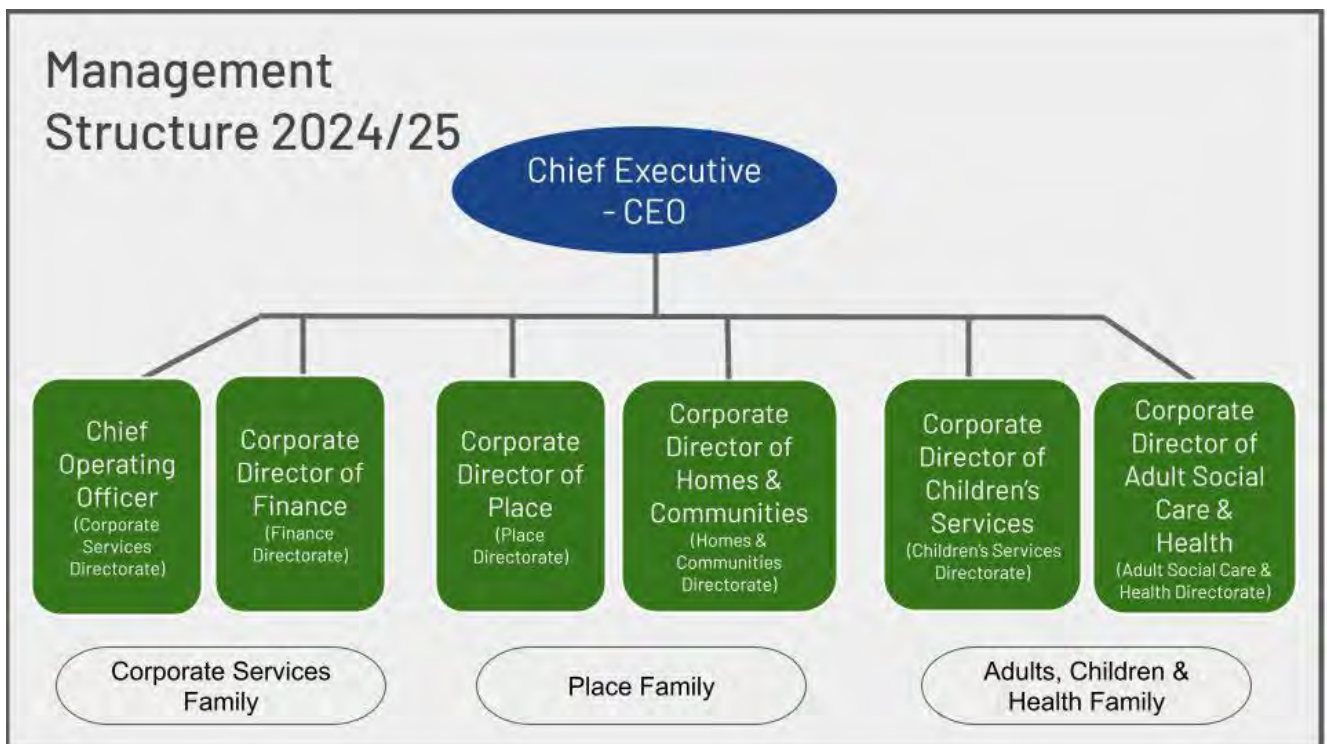 Management
Structure 2024/25
Chief Executive
- CEO
Chief
Operating
Officer
(Corporate
Services
Directorate)
Corporate
Director of
Finance
(Finance
Directorate)
Corporate
Director of
Place
(Place
Directorate)
Corporate
Director of
Homes &
Communities
(Homes &
Communities
Directorate)
Corporate
Director of
Children's
Services
(Children's Services
Directorate)
Corporate
Director of
Adult Social
Care &
Health
(Adult Social Care &
Health Directorate)
Corporate Services
Family
Place Family
Adults, Children &
Health Family